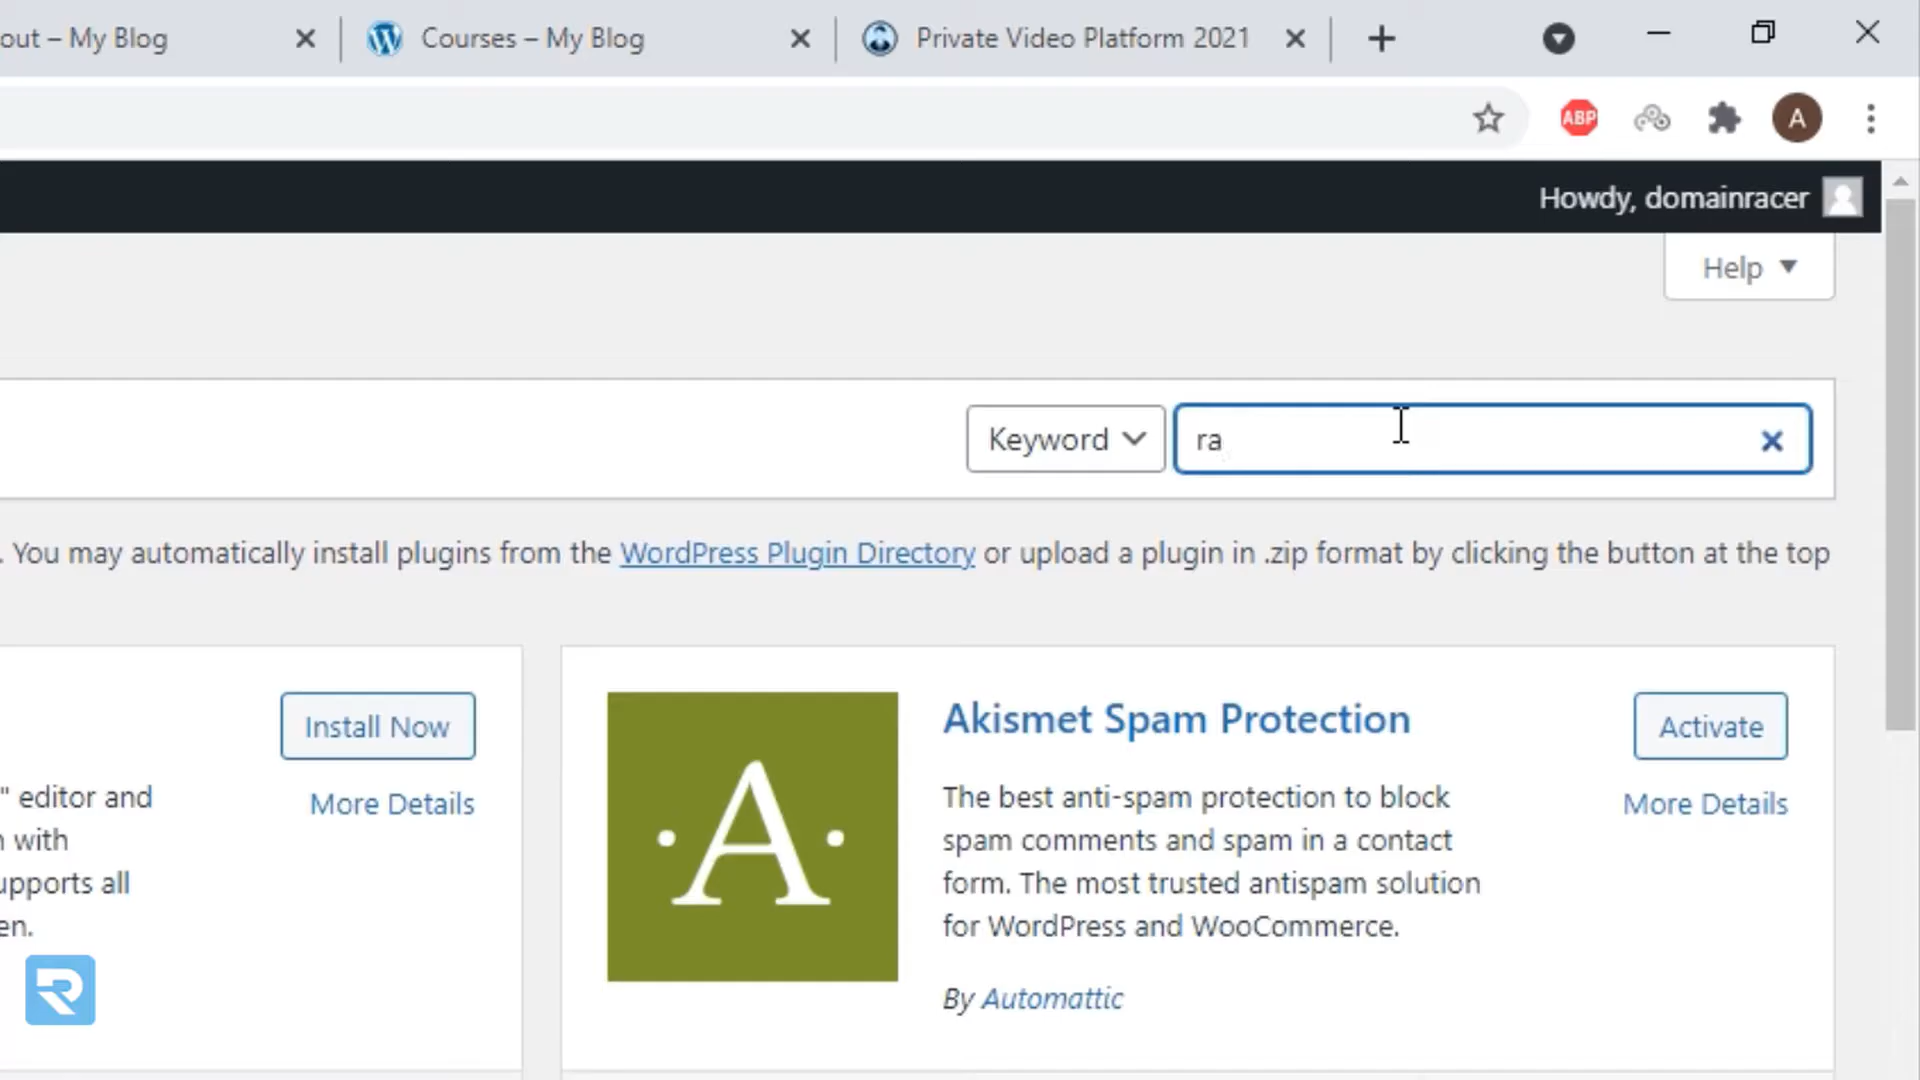 out – My Blog
Courses – My Blog
Private Video Platform 2021
ABP
A
Howdy, domainracer
Help
Keyword
ra
. You may automatically install plugins from the WordPress Plugin Directory or upload a plugin in .zip format by clicking the button at the top
Install Now
More Details
" editor and
n with
upports all
en.
R
A
Akismet Spam Protection
Activate
More Details
The best anti-spam protection to block
spam comments and spam in a contact
form. The most trusted antispam solution
for WordPress and WooCommerce.
By Automattic